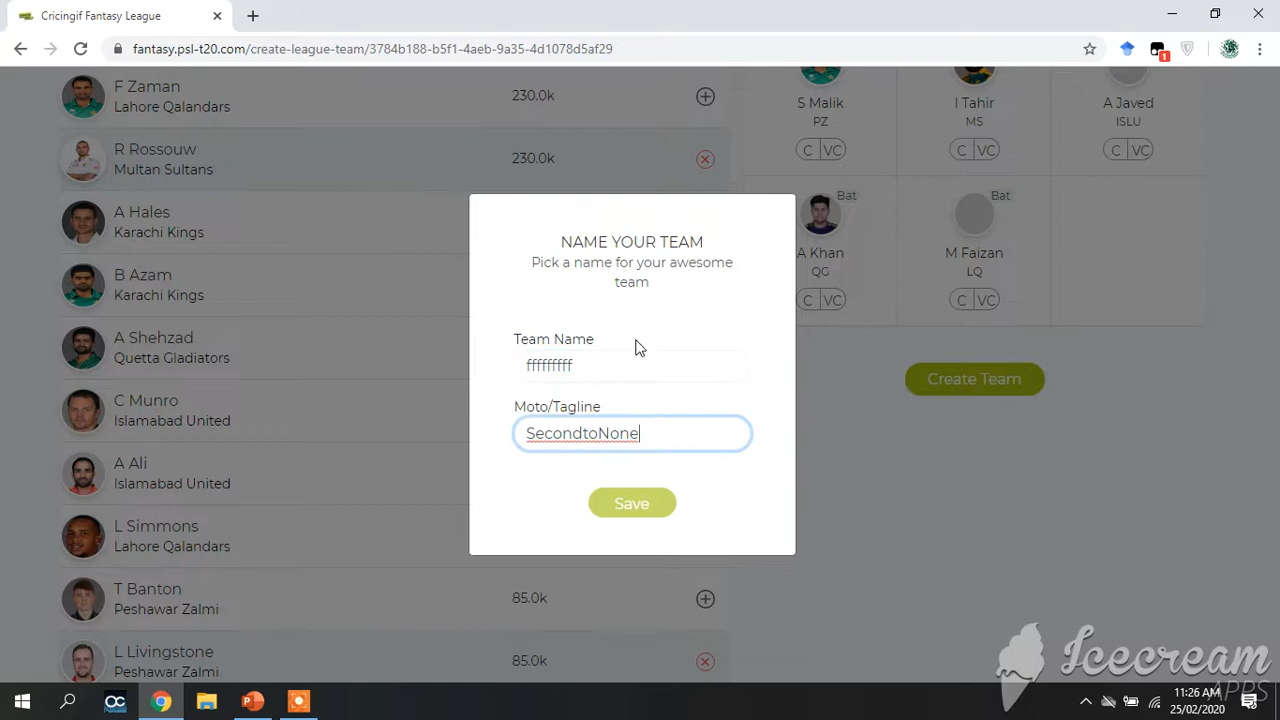 Cricingif Fantasy League
fantasy.psl-t20.com/create-league-team/3784b188-b5f1-4aeb-9a35-4d1078d5af29
1
F Zaman
Lahore Qalandars
230.0k
R Rossouw
Multan Sultans
230.0k
A Hales
Karachi Kings
B Azam
Karachi Kings
A Shehzad
Quetta Gladiators
C Munro
Islamabad United
A Ali
Islamabad United
L Simmons
Lahore Qalandars
T Banton
Peshawar Zalmi
85.0k
L Livingstone
Peshawar Zalmi
85.0k
NAME YOUR TEAM
Pick a name for your awesome
team
Team Name
fffffffff
Moto/Tagline
SecondtoNone
Save
S Malik
PZ
C VC
I Tahir
MS
C VC
A Javed
ISLU
C VC
Bat
A Khan
QG
C VC
Bat
M Faizan
LQ
C VC
Create Team
Icecream
APPS
OC
11:26 AM
25/02/2020